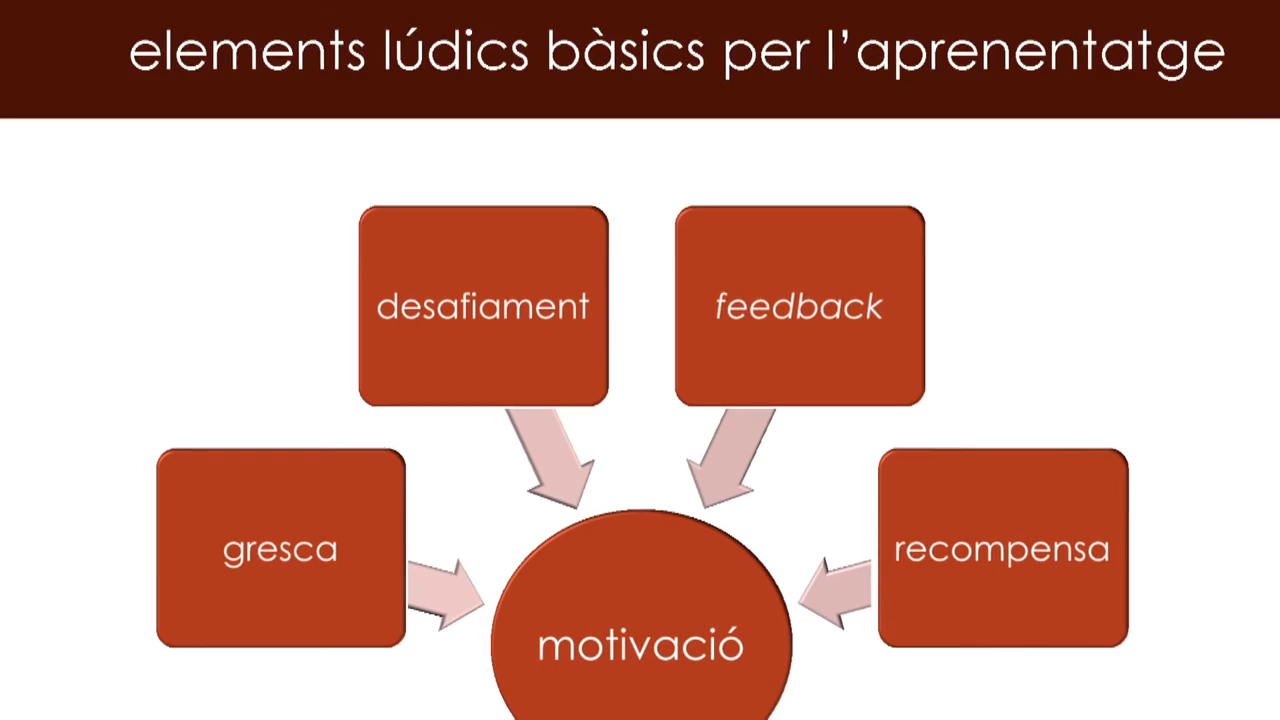 elements lúdics bàsics per l’aprenentatge
desafiament
feedback
gresca
recompensa
motivació